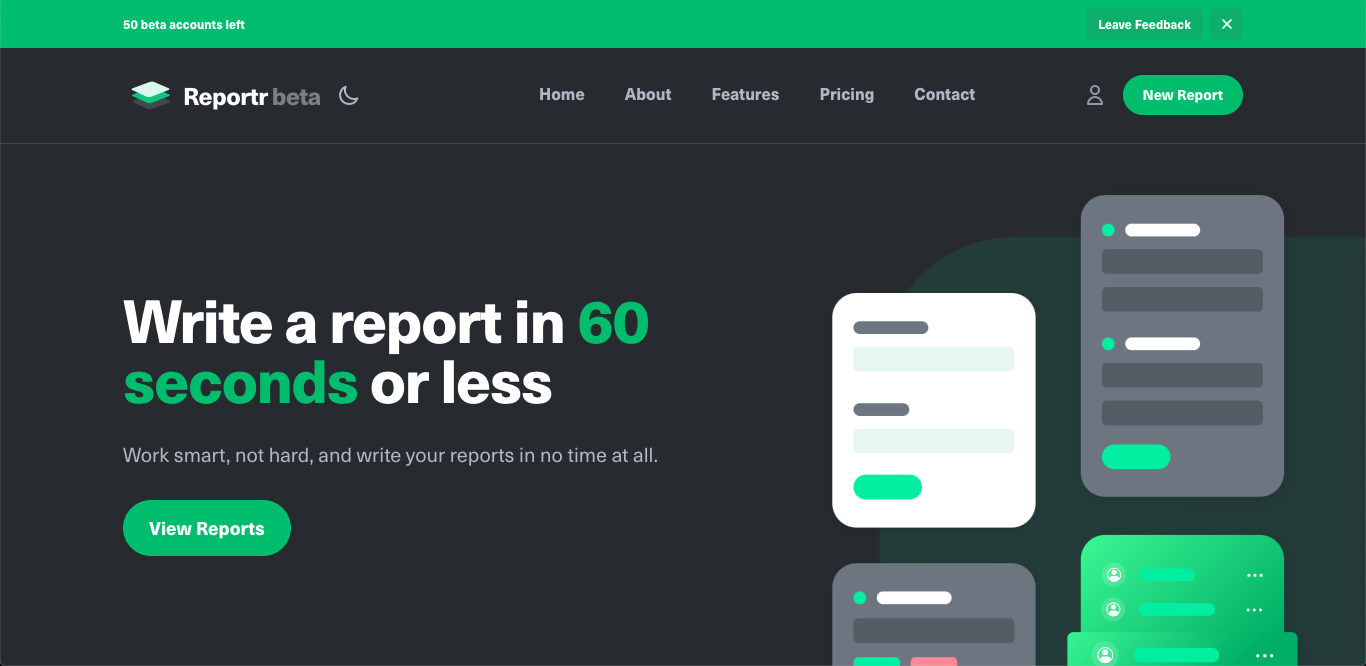 50 beta accounts left
Leave Feedback
Reportr beta
Home
About
Features
Pricing
Contact
New Report
Write a report in 60
seconds or less
Work smart, not hard, and write your reports in no time at all.
View Reports